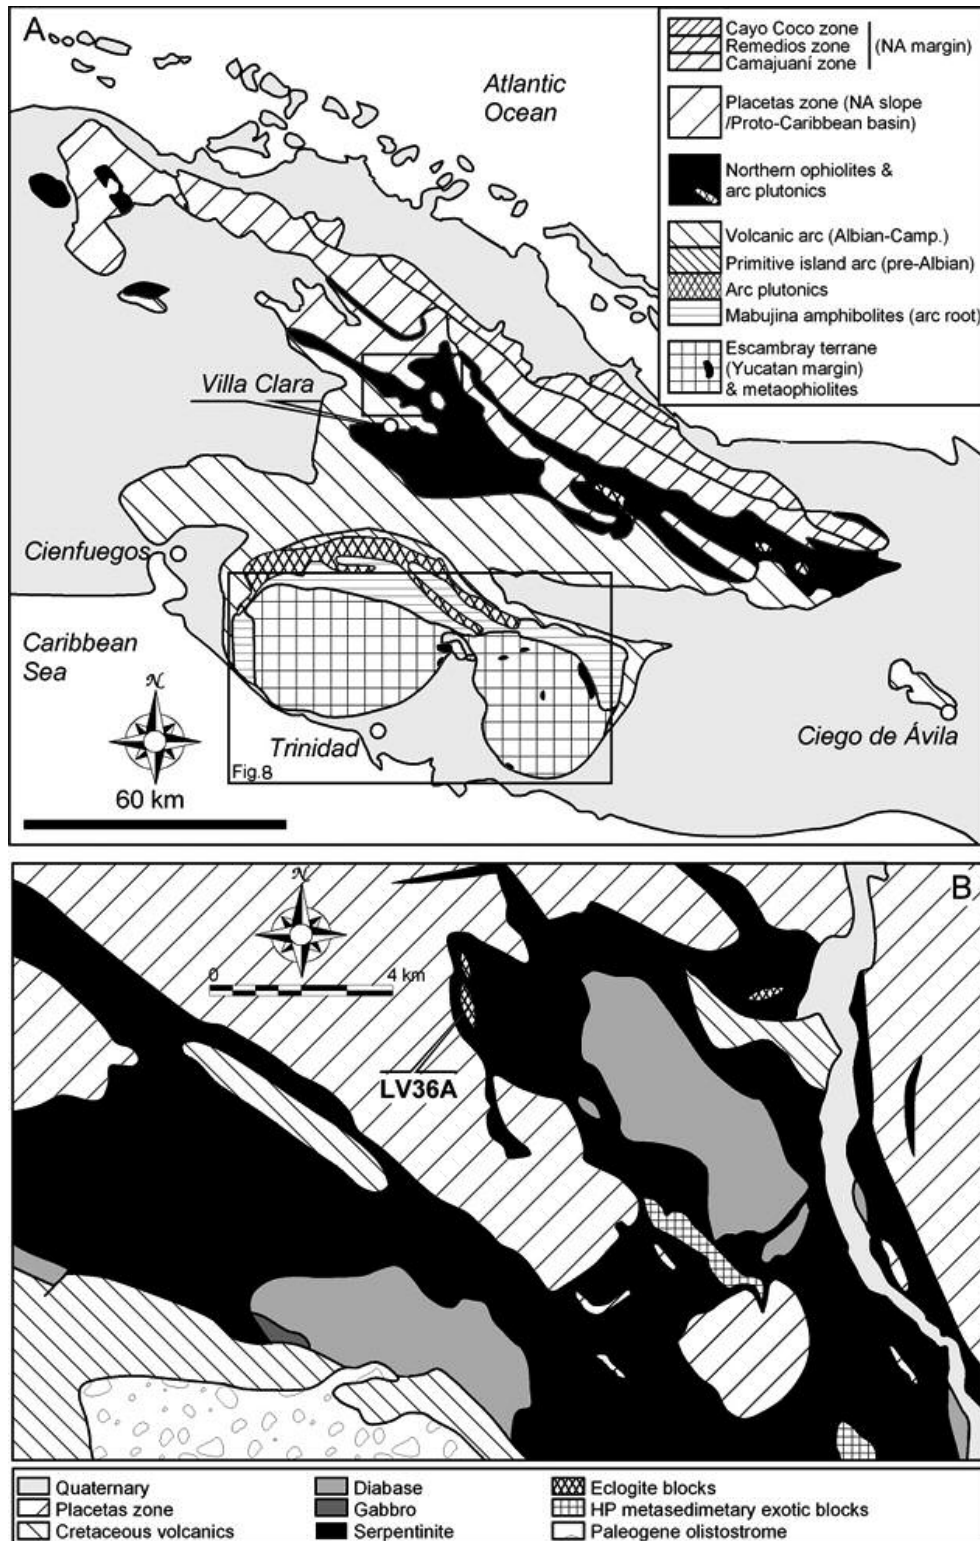 A
Atlantic
Ocean
Cayo Coco zone
Remedios zone
Camajuaní zone
(NA margin)
Placetas zone (NA slope
/Proto-Caribbean basin)
Northern ophiolites &
arc plutonics
Volcanic arc (Albian-Camp.)
Primitive island arc (pre-Albian)
Arc plutonics
Mabujina amphibolites (arc root)
Escambray terrane
(Yucatan margin)
& metaophiolites
Villa Clara
Cienfuegos
Caribbean
Sea
N
60 km
Trinidad
Fig.8
Ciego de Ávila
B
N
0 4 km
LV36A
Quaternary
Placetas zone
Cretaceous volcanics
Diabase
Gabbro
Serpentinite
Eclogite blocks
HP metasedimetary exotic blocks
Paleogene olistostrome